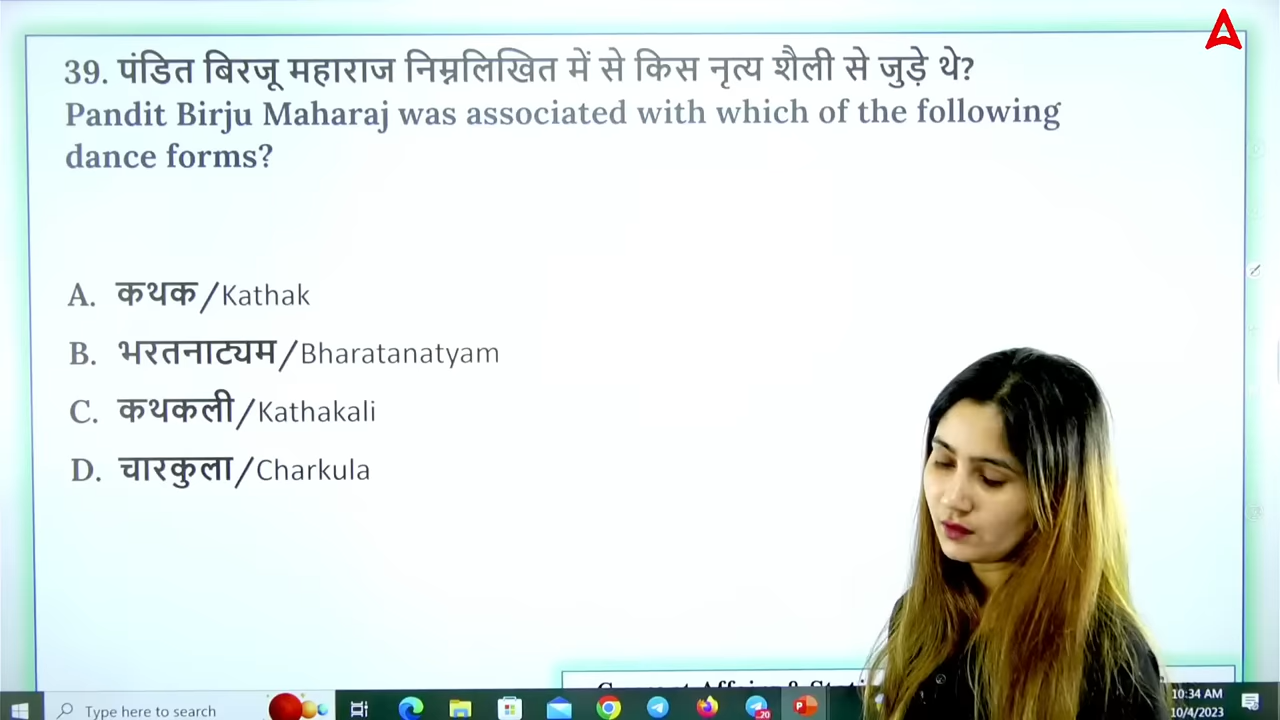 39. पंडित बिरजू महाराज निम्नलिखित में से किस नृत्य शैली से जुड़े थे?
Pandit Birju Maharaj was associated with which of the following
dance forms?
A. कथक/Kathak
B. भरतनाट्यम/Bharatanatyam
C. कथकली/Kathakali
D. चारकुला/Charkula
Type here to search
10:34 AM
10/4/2023